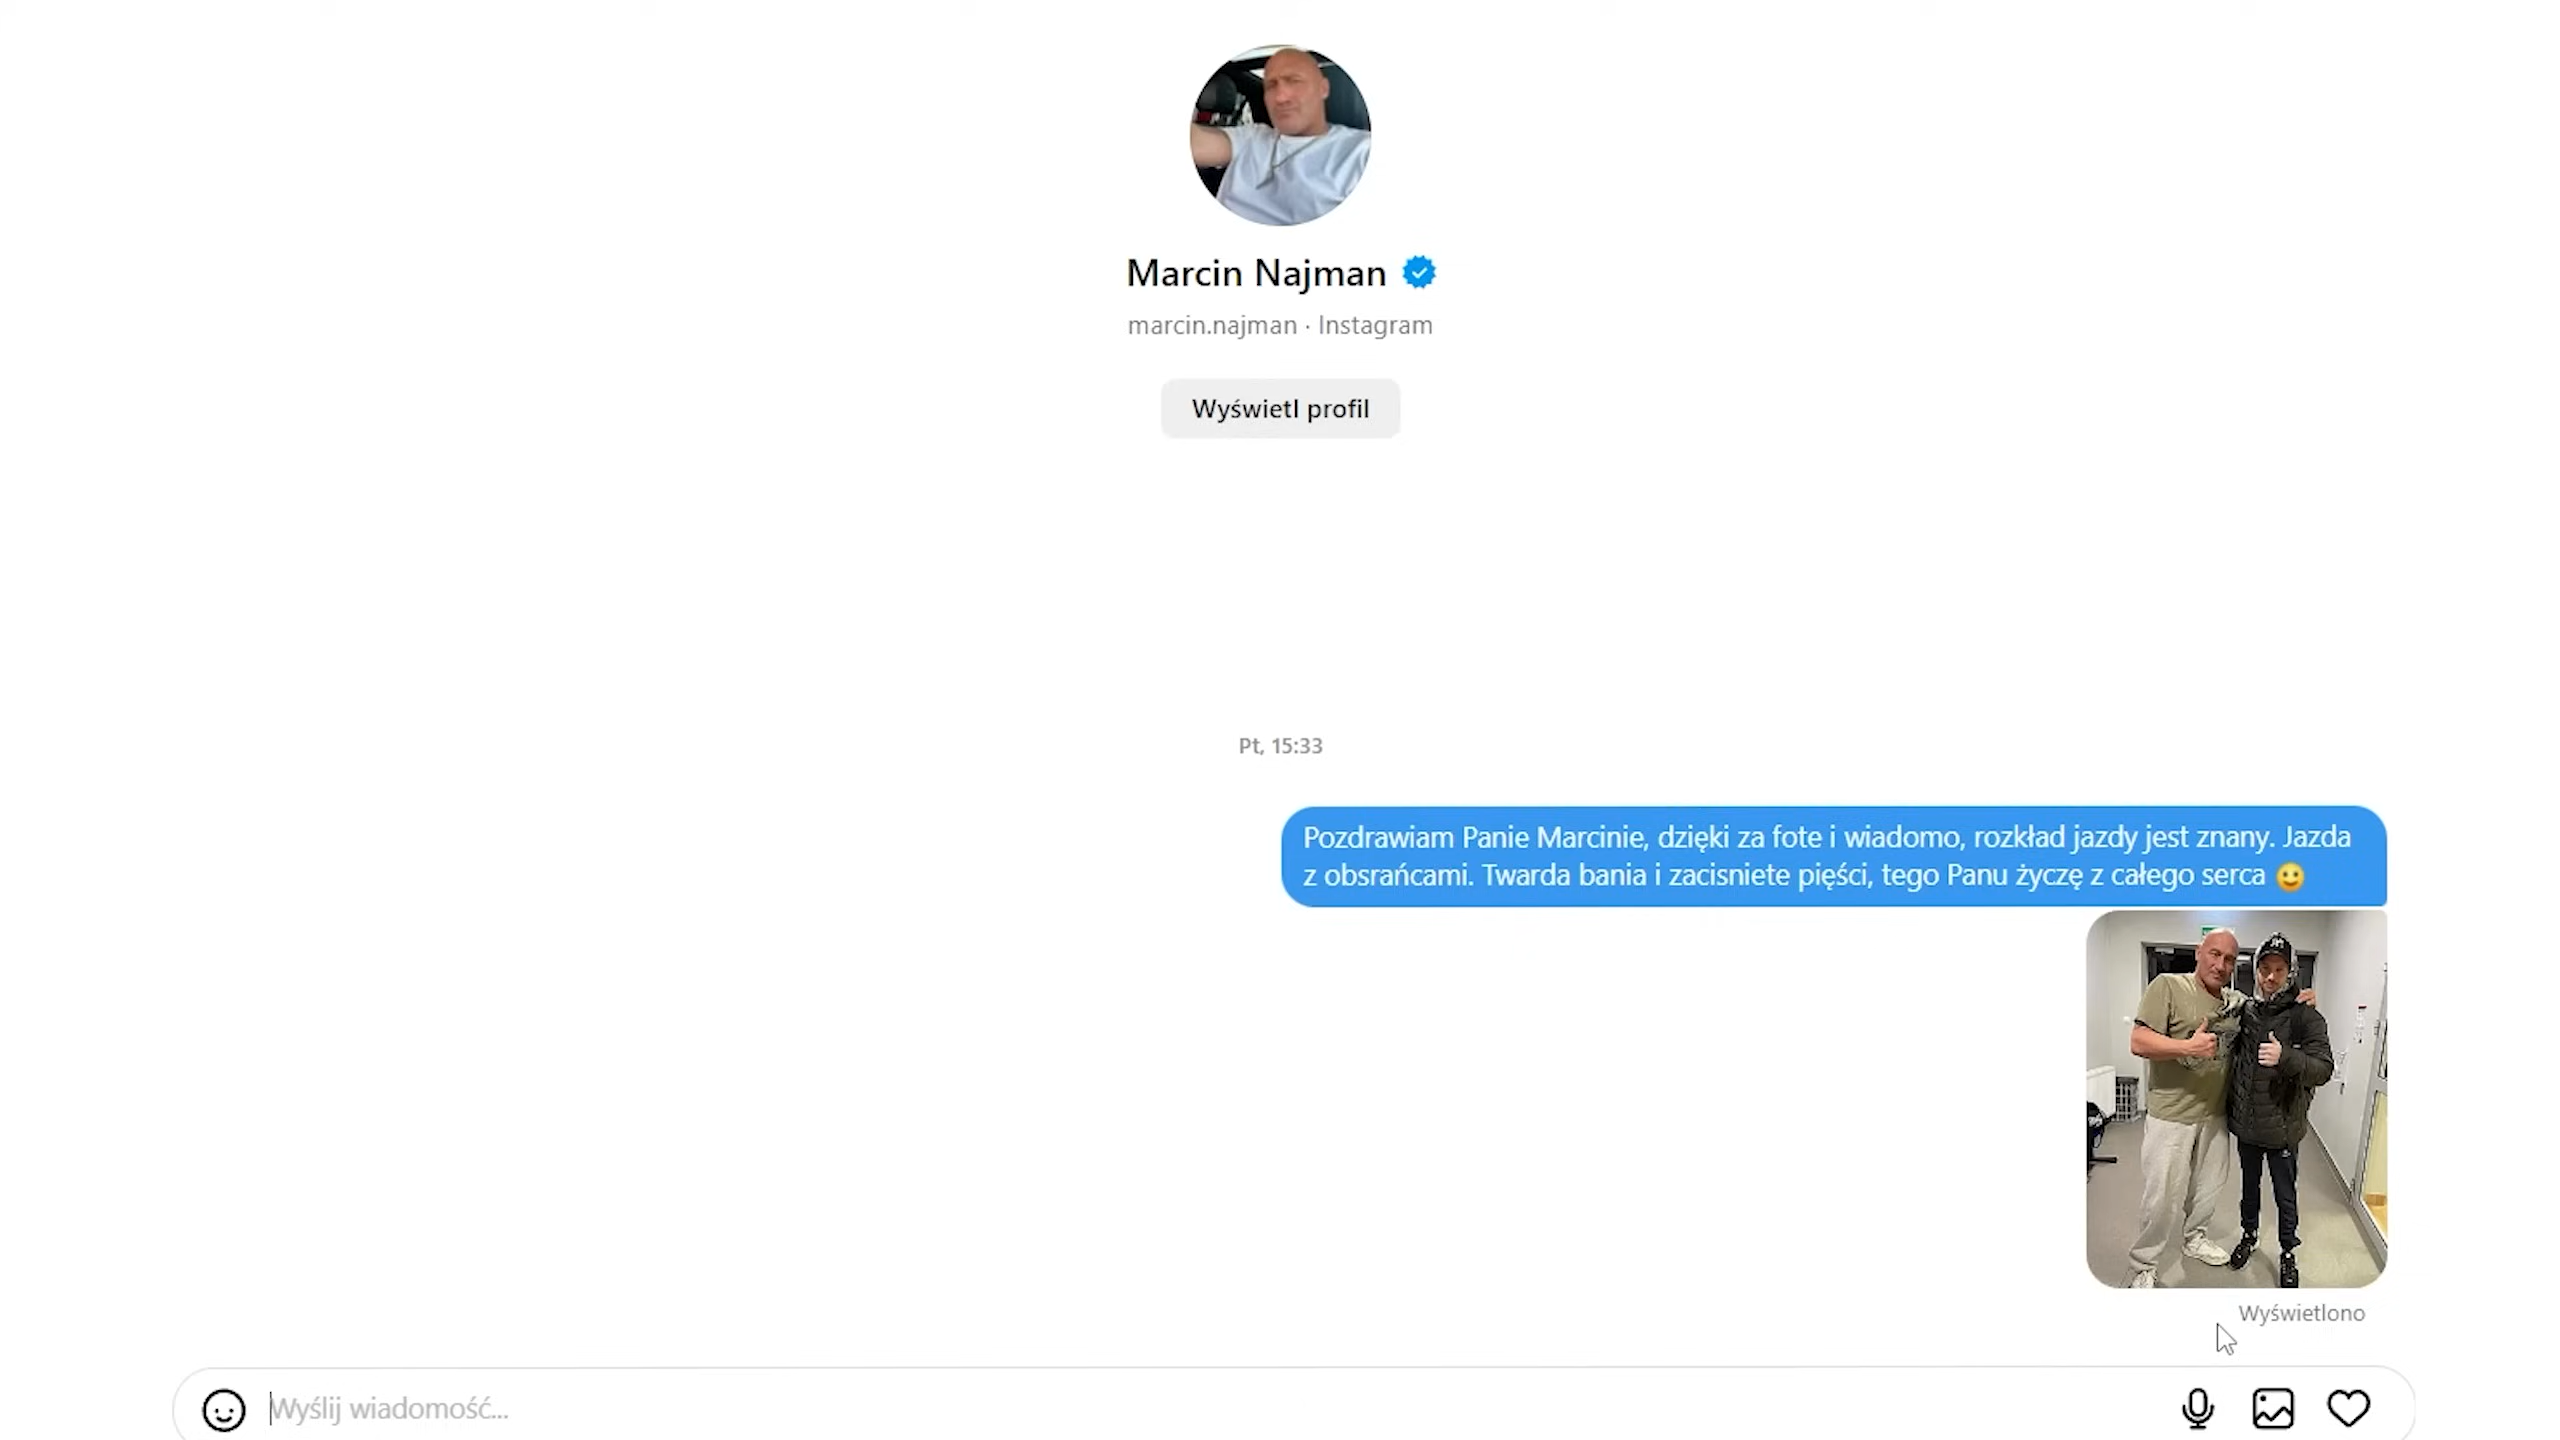 Marcin Najman
marcin.najman · Instagram
Wyświetl profil
Pt, 15:33
Pozdrawiam Panie Marcinie, dzięki za fote i wiadomo, rozkład jazdy jest znany. Jazda
z obsrańcami. Twarda bania i zacisniete pięści, tego Panu życzę z całego serca 🙂
Wyświetlono
Wyślij wiadomość...